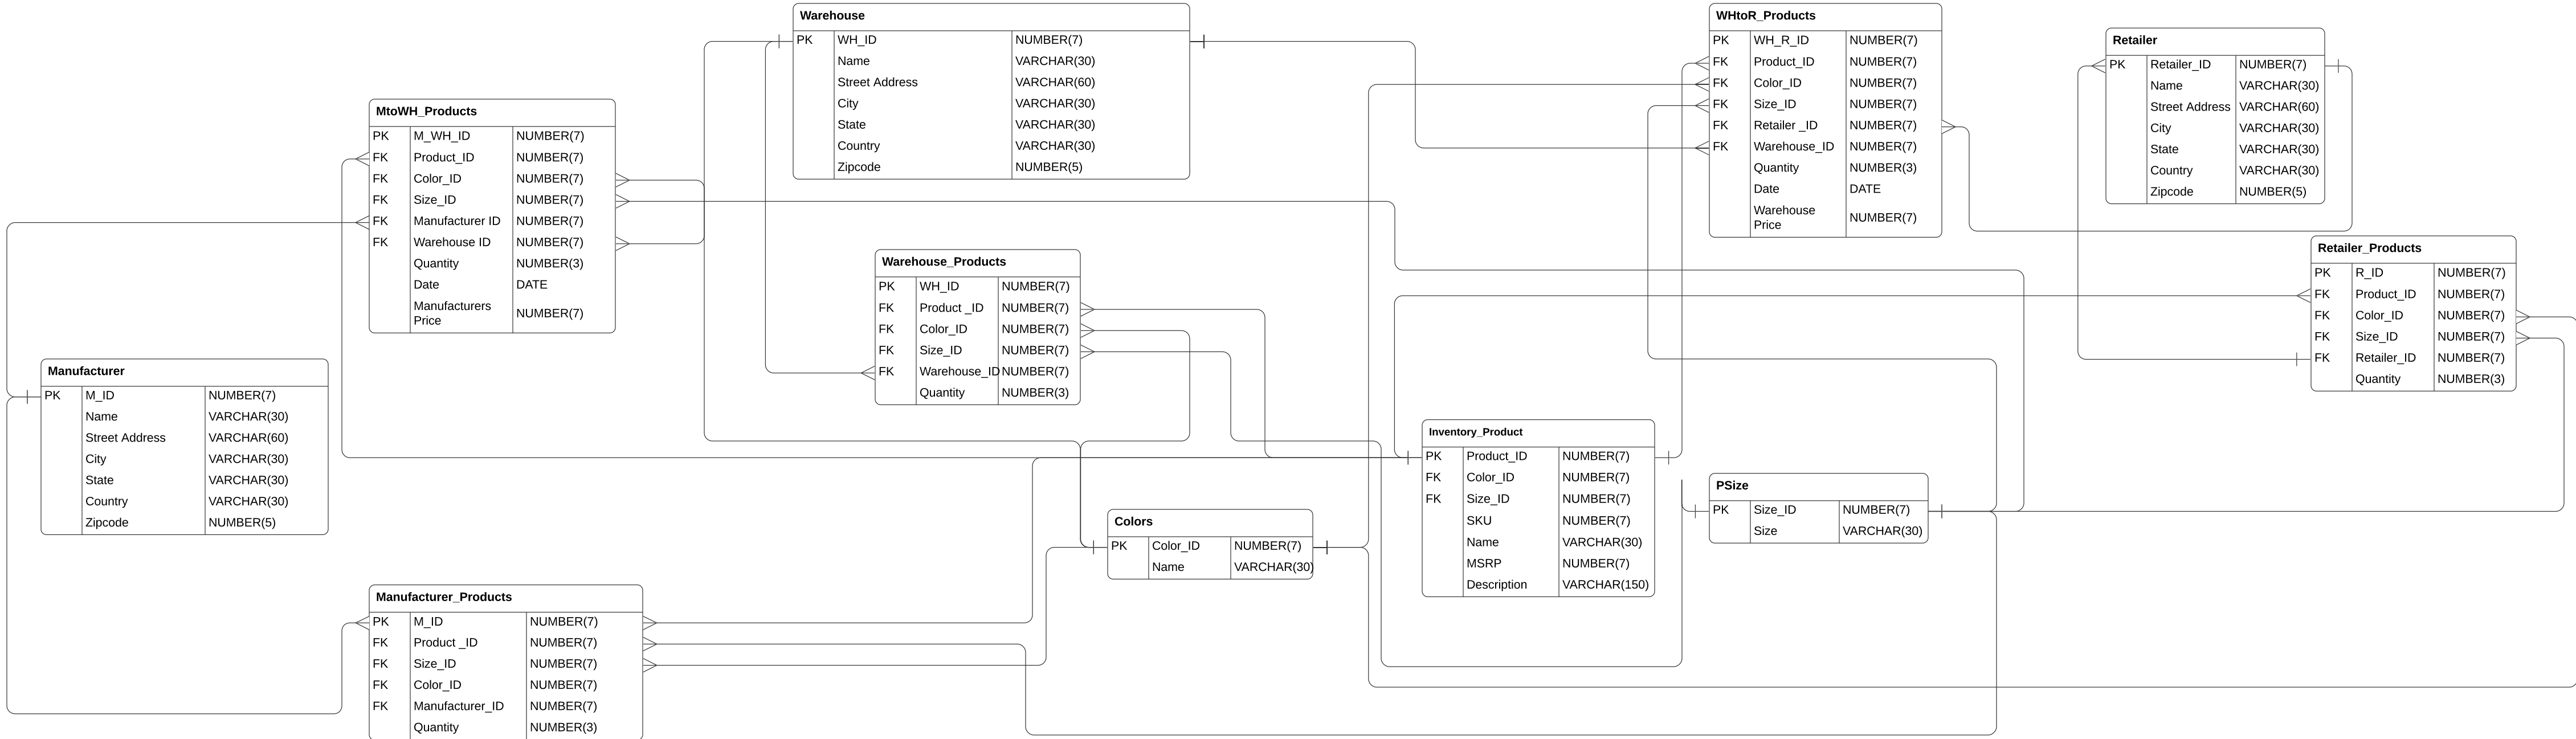 Warehouse
PK WH_ID NUMBER(7)
Name VARCHAR(30)
Street Address VARCHAR(60)
City VARCHAR(30)
State VARCHAR(30)
Country VARCHAR(30)
Zipcode NUMBER(5)
WHtoR_Products
PK WH_R_ID NUMBER(7)
FK Product_ID NUMBER(7)
FK Color_ID NUMBER(7)
FK Size_ID NUMBER(7)
FK Retailer _ID NUMBER(7)
FK Warehouse_ID NUMBER(7)
Quantity NUMBER(3)
Date DATE
Warehouse
Price NUMBER(7)
Retailer
PK Retailer_ID NUMBER(7)
Name VARCHAR(30)
Street Address VARCHAR(60)
City VARCHAR(30)
State VARCHAR(30)
Country VARCHAR(30)
Zipcode NUMBER(5)
MtoWH_Products
PK M_WH_ID NUMBER(7)
FK Product_ID NUMBER(7)
FK Color_ID NUMBER(7)
FK Size_ID NUMBER(7)
FK Manufacturer ID NUMBER(7)
FK Warehouse ID NUMBER(7)
Quantity NUMBER(3)
Date DATE
Manufacturers
Price NUMBER(7)
Warehouse_Products
PK WH_ID NUMBER(7)
FK Product _ID NUMBER(7)
FK Color_ID NUMBER(7)
FK Size_ID NUMBER(7)
FK Warehouse_ID NUMBER(7)
Quantity NUMBER(3)
Retailer_Products
PK R_ID NUMBER(7)
FK Product_ID NUMBER(7)
FK Color_ID NUMBER(7)
FK Size_ID NUMBER(7)
FK Retailer_ID NUMBER(7)
Quantity NUMBER(3)
Manufacturer
PK M_ID NUMBER(7)
Name VARCHAR(30)
Street Address VARCHAR(60)
City VARCHAR(30)
State VARCHAR(30)
Country VARCHAR(30)
Zipcode NUMBER(5)
Inventory_Product
PK Product_ID NUMBER(7)
FK Color_ID NUMBER(7)
FK Size_ID NUMBER(7)
SKU NUMBER(7)
Name VARCHAR(30)
MSRP NUMBER(7)
Description VARCHAR(150)
PSize
PK Size_ID NUMBER(7)
Size VARCHAR(30)
Colors
PK Color_ID NUMBER(7)
Name VARCHAR(30)
Manufacturer_Products
PK M_ID NUMBER(7)
FK Product _ID NUMBER(7)
FK Size_ID NUMBER(7)
FK Color_ID NUMBER(7)
FK Manufacturer_ID NUMBER(7)
Quantity NUMBER(3)